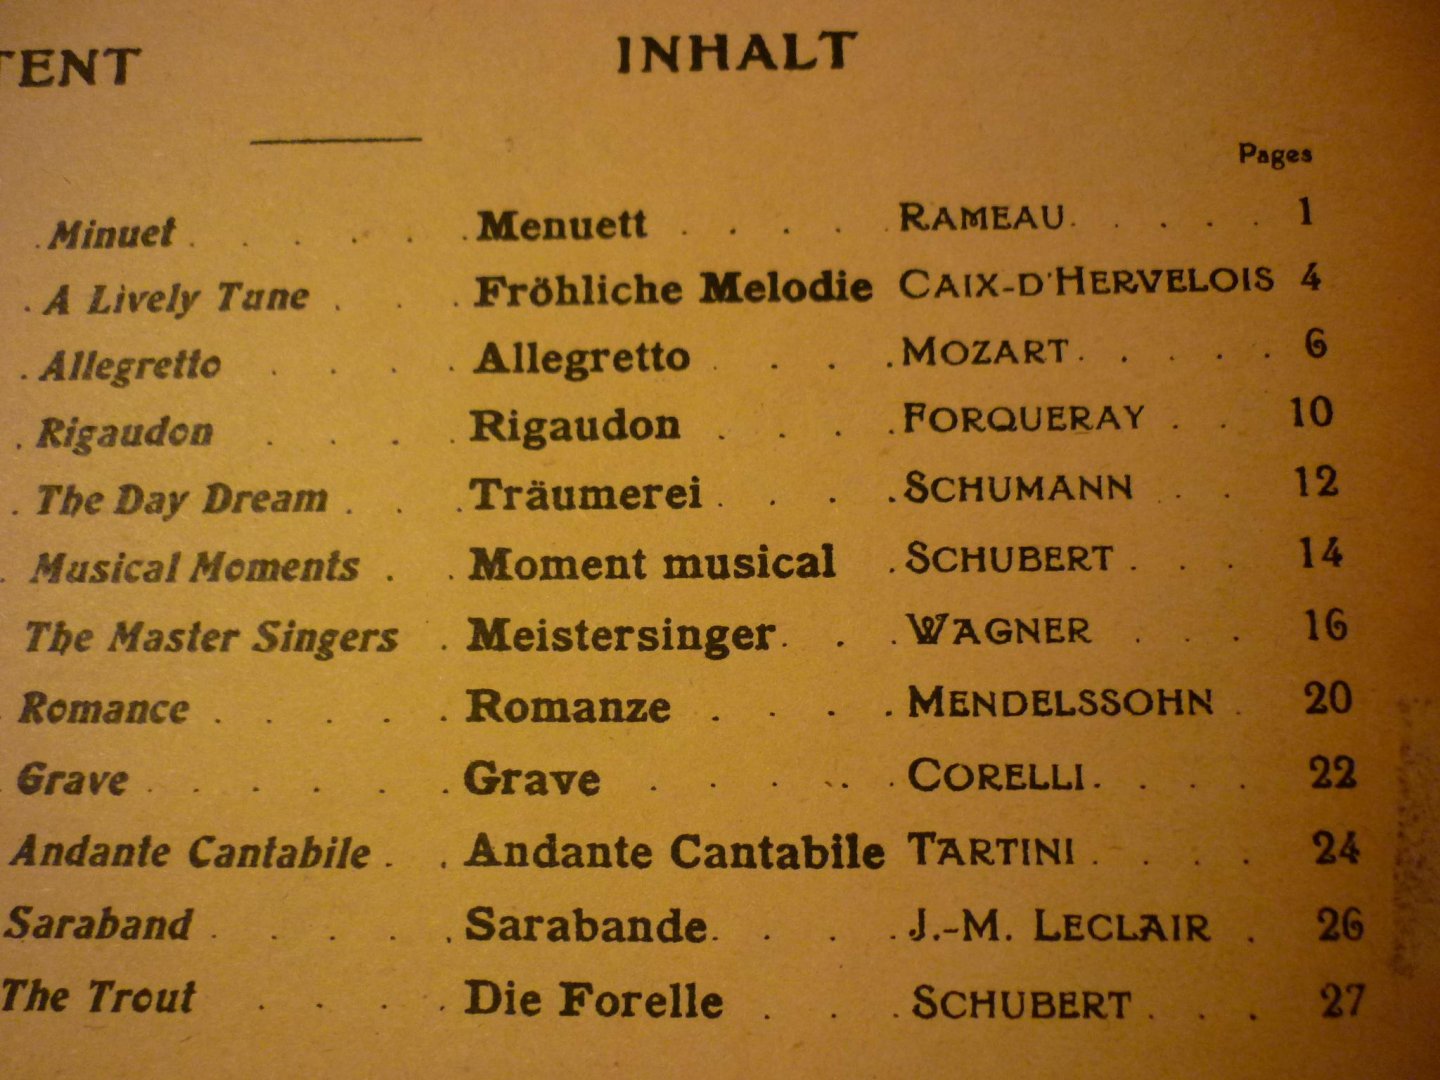 TENT INHALT
Pages
. Minuet . . . . . . Menuett . . . . RAMEAU . . . . . 1
. A Lively Tune . . . Fröhliche Melodie CAIX-D'HERVELOIS 4
. Allegretto . . . . Allegretto . . . . MOZART . . . . . 6
. Rigaudon . . . . Rigaudon . . . . FORQUERAY . . 10
. The Day Dream . . . Träumerei . . . . SCHUMANN . . 12
. Musical Moments . . Moment musical . SCHUBERT . . . 14
The Master Singers . Meistersinger . . . WAGNER . . . 16
. Romance . . . . . Romanze . . . . MENDELSSOHN . 20
Grave . . . . . . Grave . . . . . CORELLI . . . . 22
Andante Cantabile . . Andante Cantabile TARTINI . . . . 24
Saraband . . . . . Sarabande . . . . J.-M. LECLAIR . 26
The Trout . . . . Die Forelle . . . SCHUBERT . . . 27